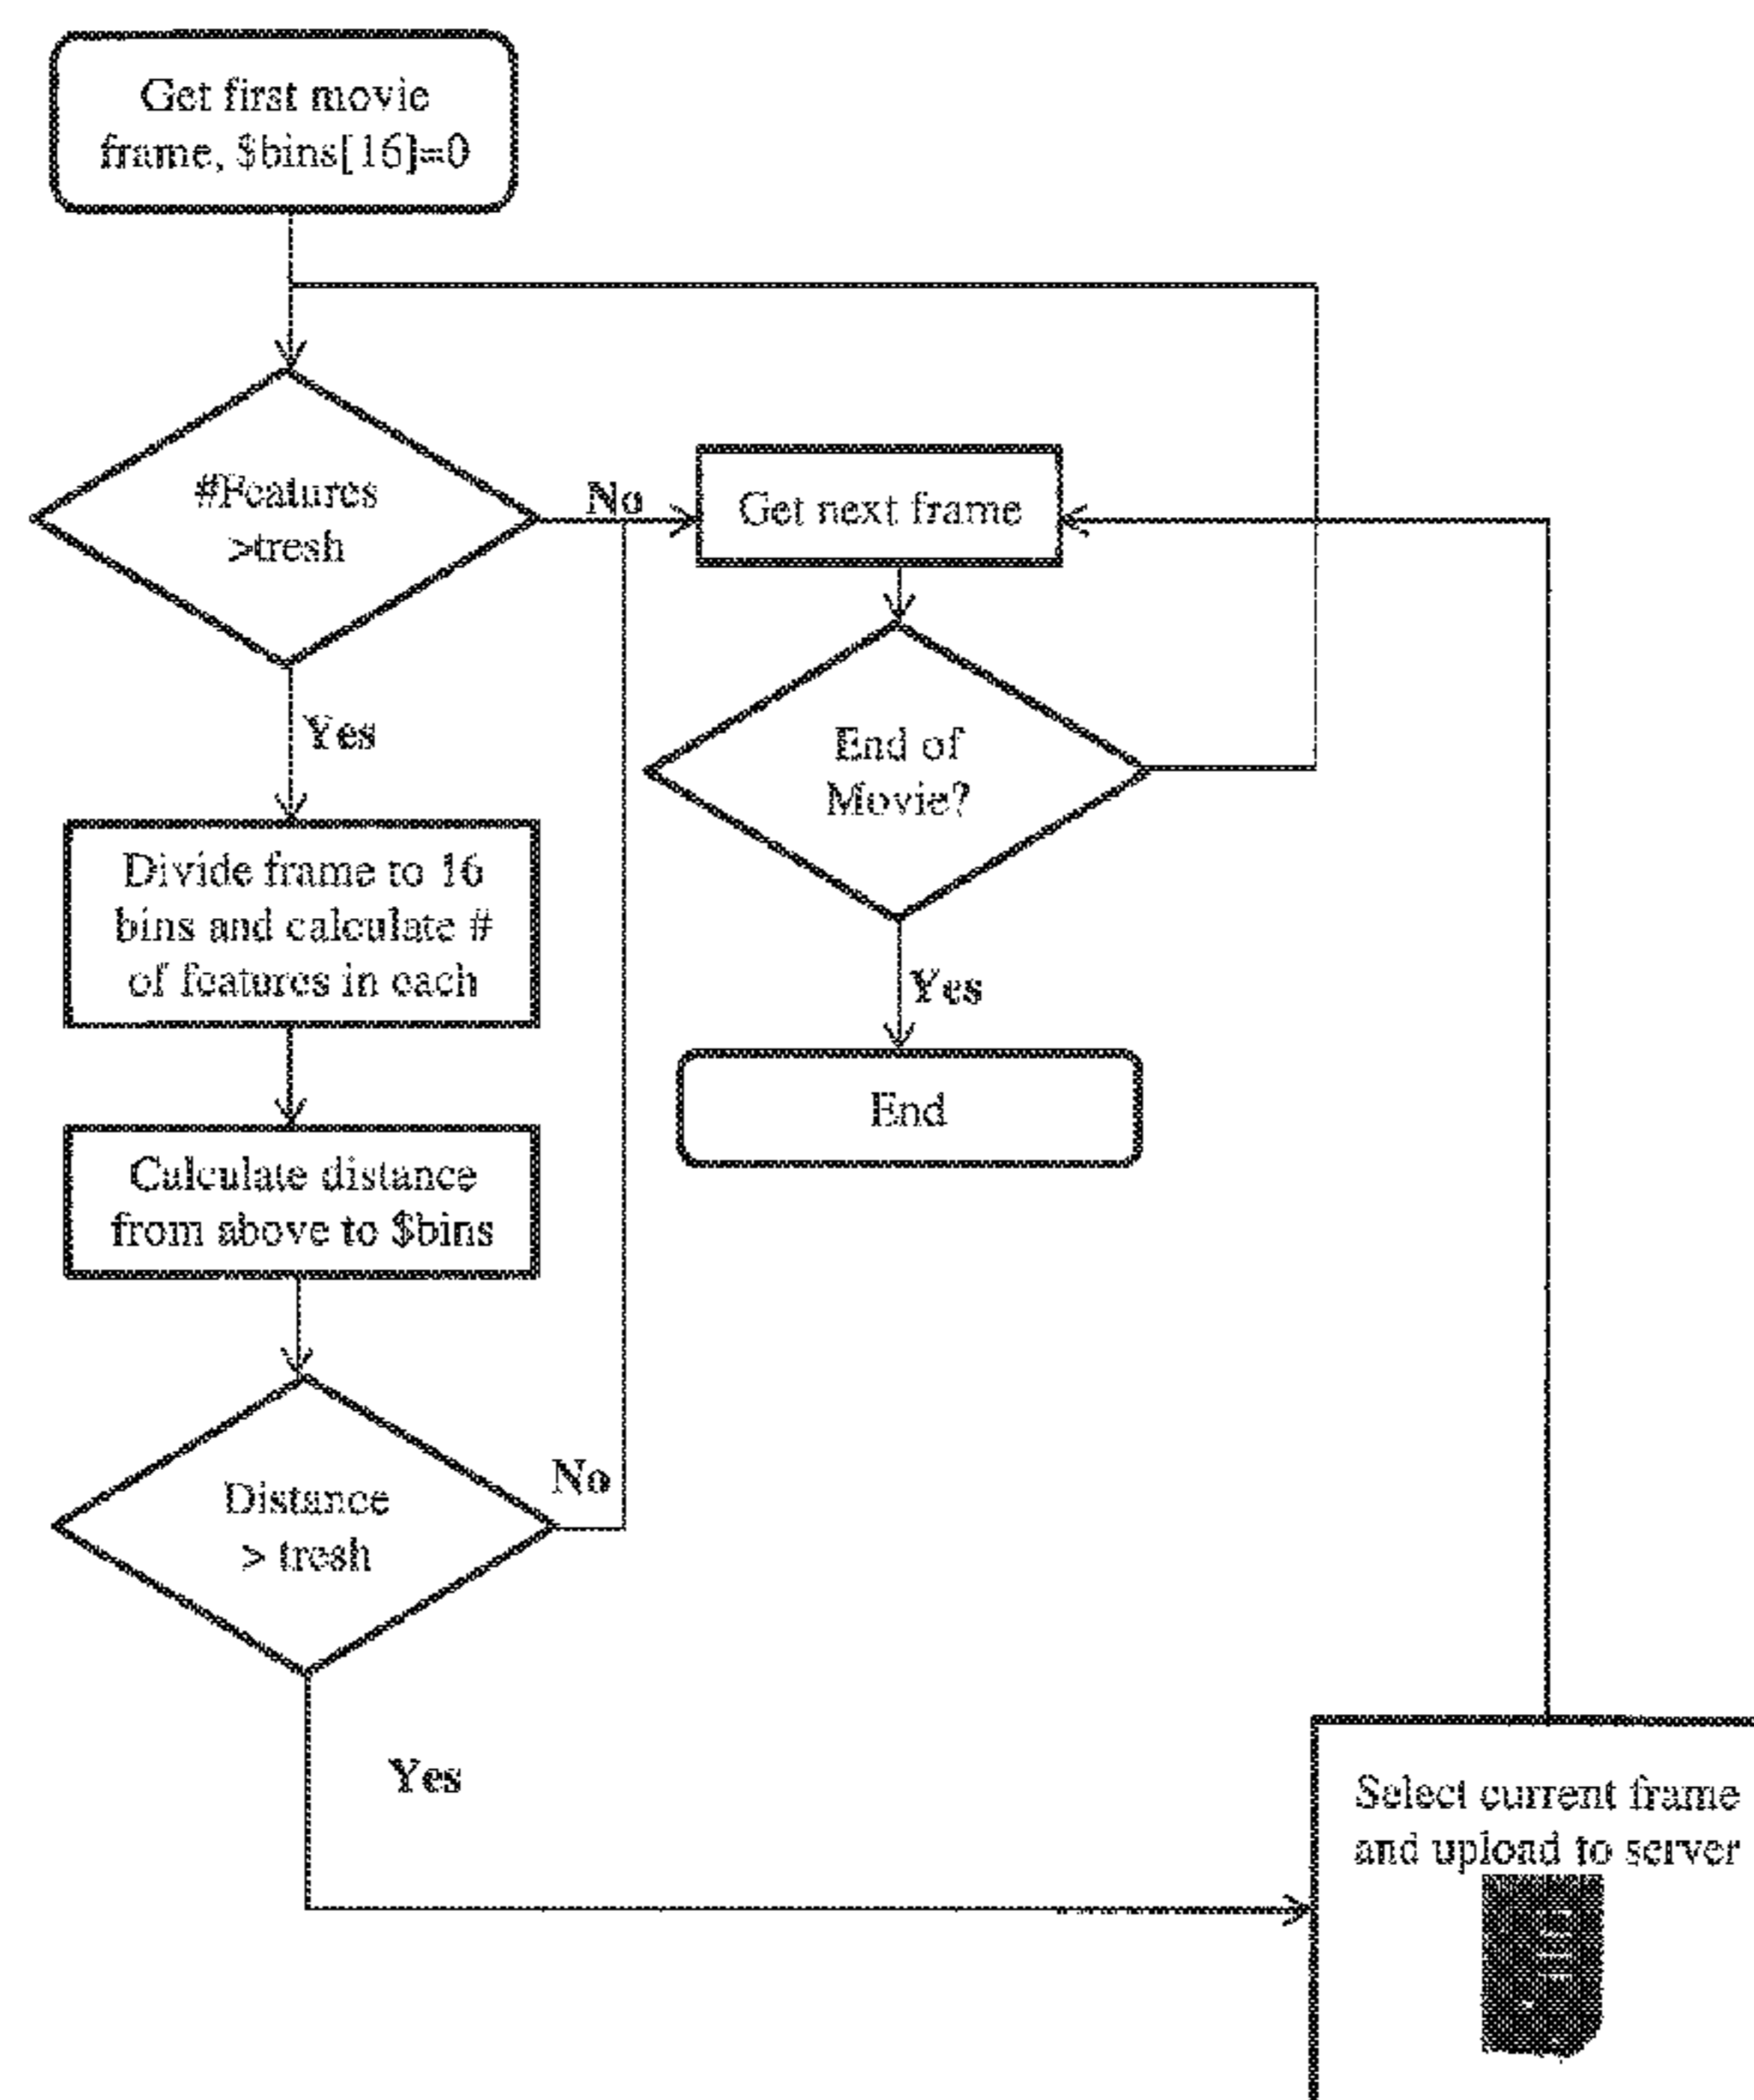 Get first movie
frame, $bins[16]=0
#Features
>tresh
No
Get next frame
Yes
End of
Movie?
Divide frame to 16
bins and calculate #
of features in each
Yes
End
Calculate distance
from above to $bins
Distance
> tresh
No
Yes
Select current frame
and upload to server